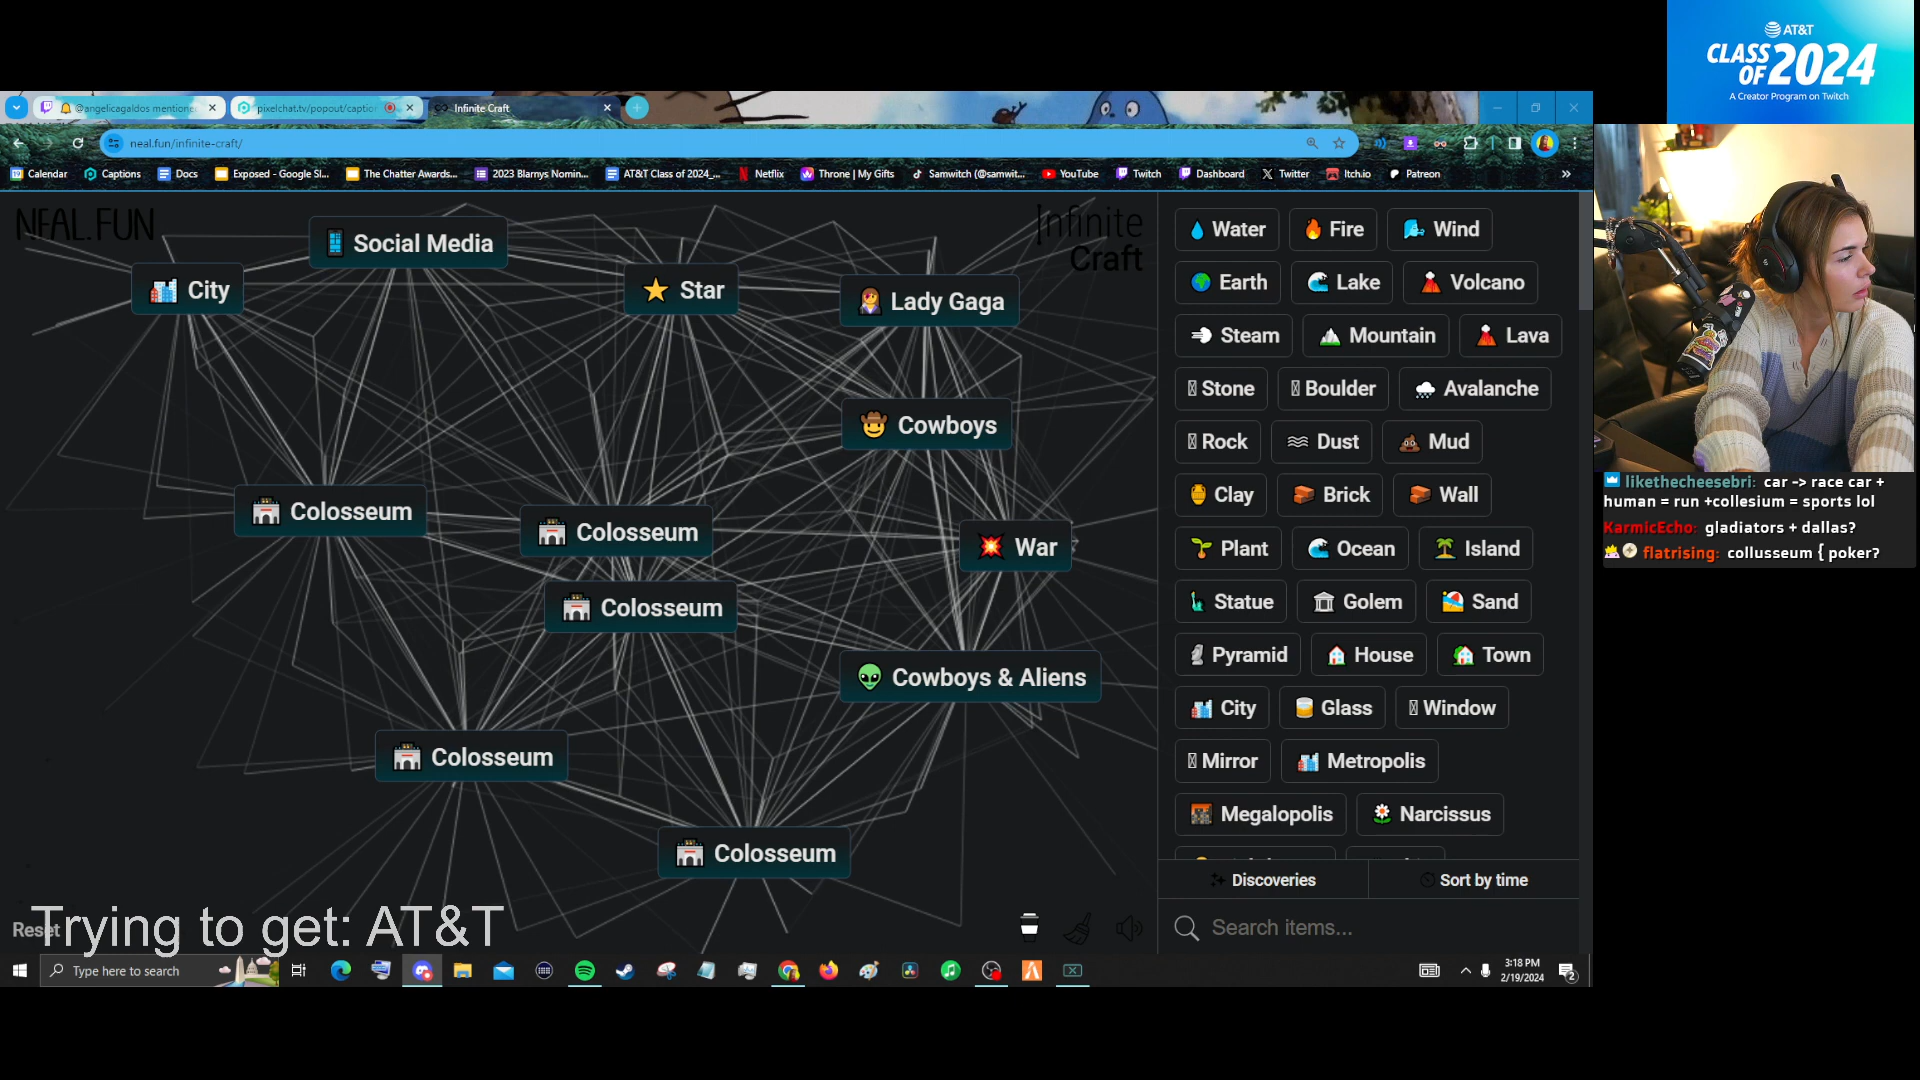 AT&T
CLASS
OF 2024
A Creator Program on Twitch
@angelicagaldos mentione
pixelchat.tv/popout/captio
Infinite Craft
neal.fun/infinite-craft/
Calendar
Captions
Docs
Exposed - Google Sl...
The Chatter Awards...
2023 Blarnys Nomin...
AT&T Class of 2024_...
Netflix
Throne | My Gifts
Samwitch (@samwit...
YouTube
Twitch
Dashboard
Twitter
Itch.io
Patreon
NEAL.FUN
Infinite
Craft
Social Media
City
Star
Lady Gaga
Cowboys
Colosseum
Colosseum
War
Colosseum
Cowboys & Aliens
Colosseum
Colosseum
Water Fire Wind
Earth Lake Volcano
Steam Mountain Lava
Stone Boulder Avalanche
Rock Dust Mud
Clay Brick Wall
Plant Ocean Island
Statue Golem Sand
Pyramid House Town
City Glass Window
Mirror Metropolis
Megalopolis Narcissus
Discoveries Sort by time
Search items...
Reset
Trying to get: AT&T
Type here to search
3:18 PM
2/19/2024
2
likethecheesebri: car -> race car +
human = run +collesium = sports lol
KarmicEcho: gladiators + dallas?
flatrising: collusseum { poker?